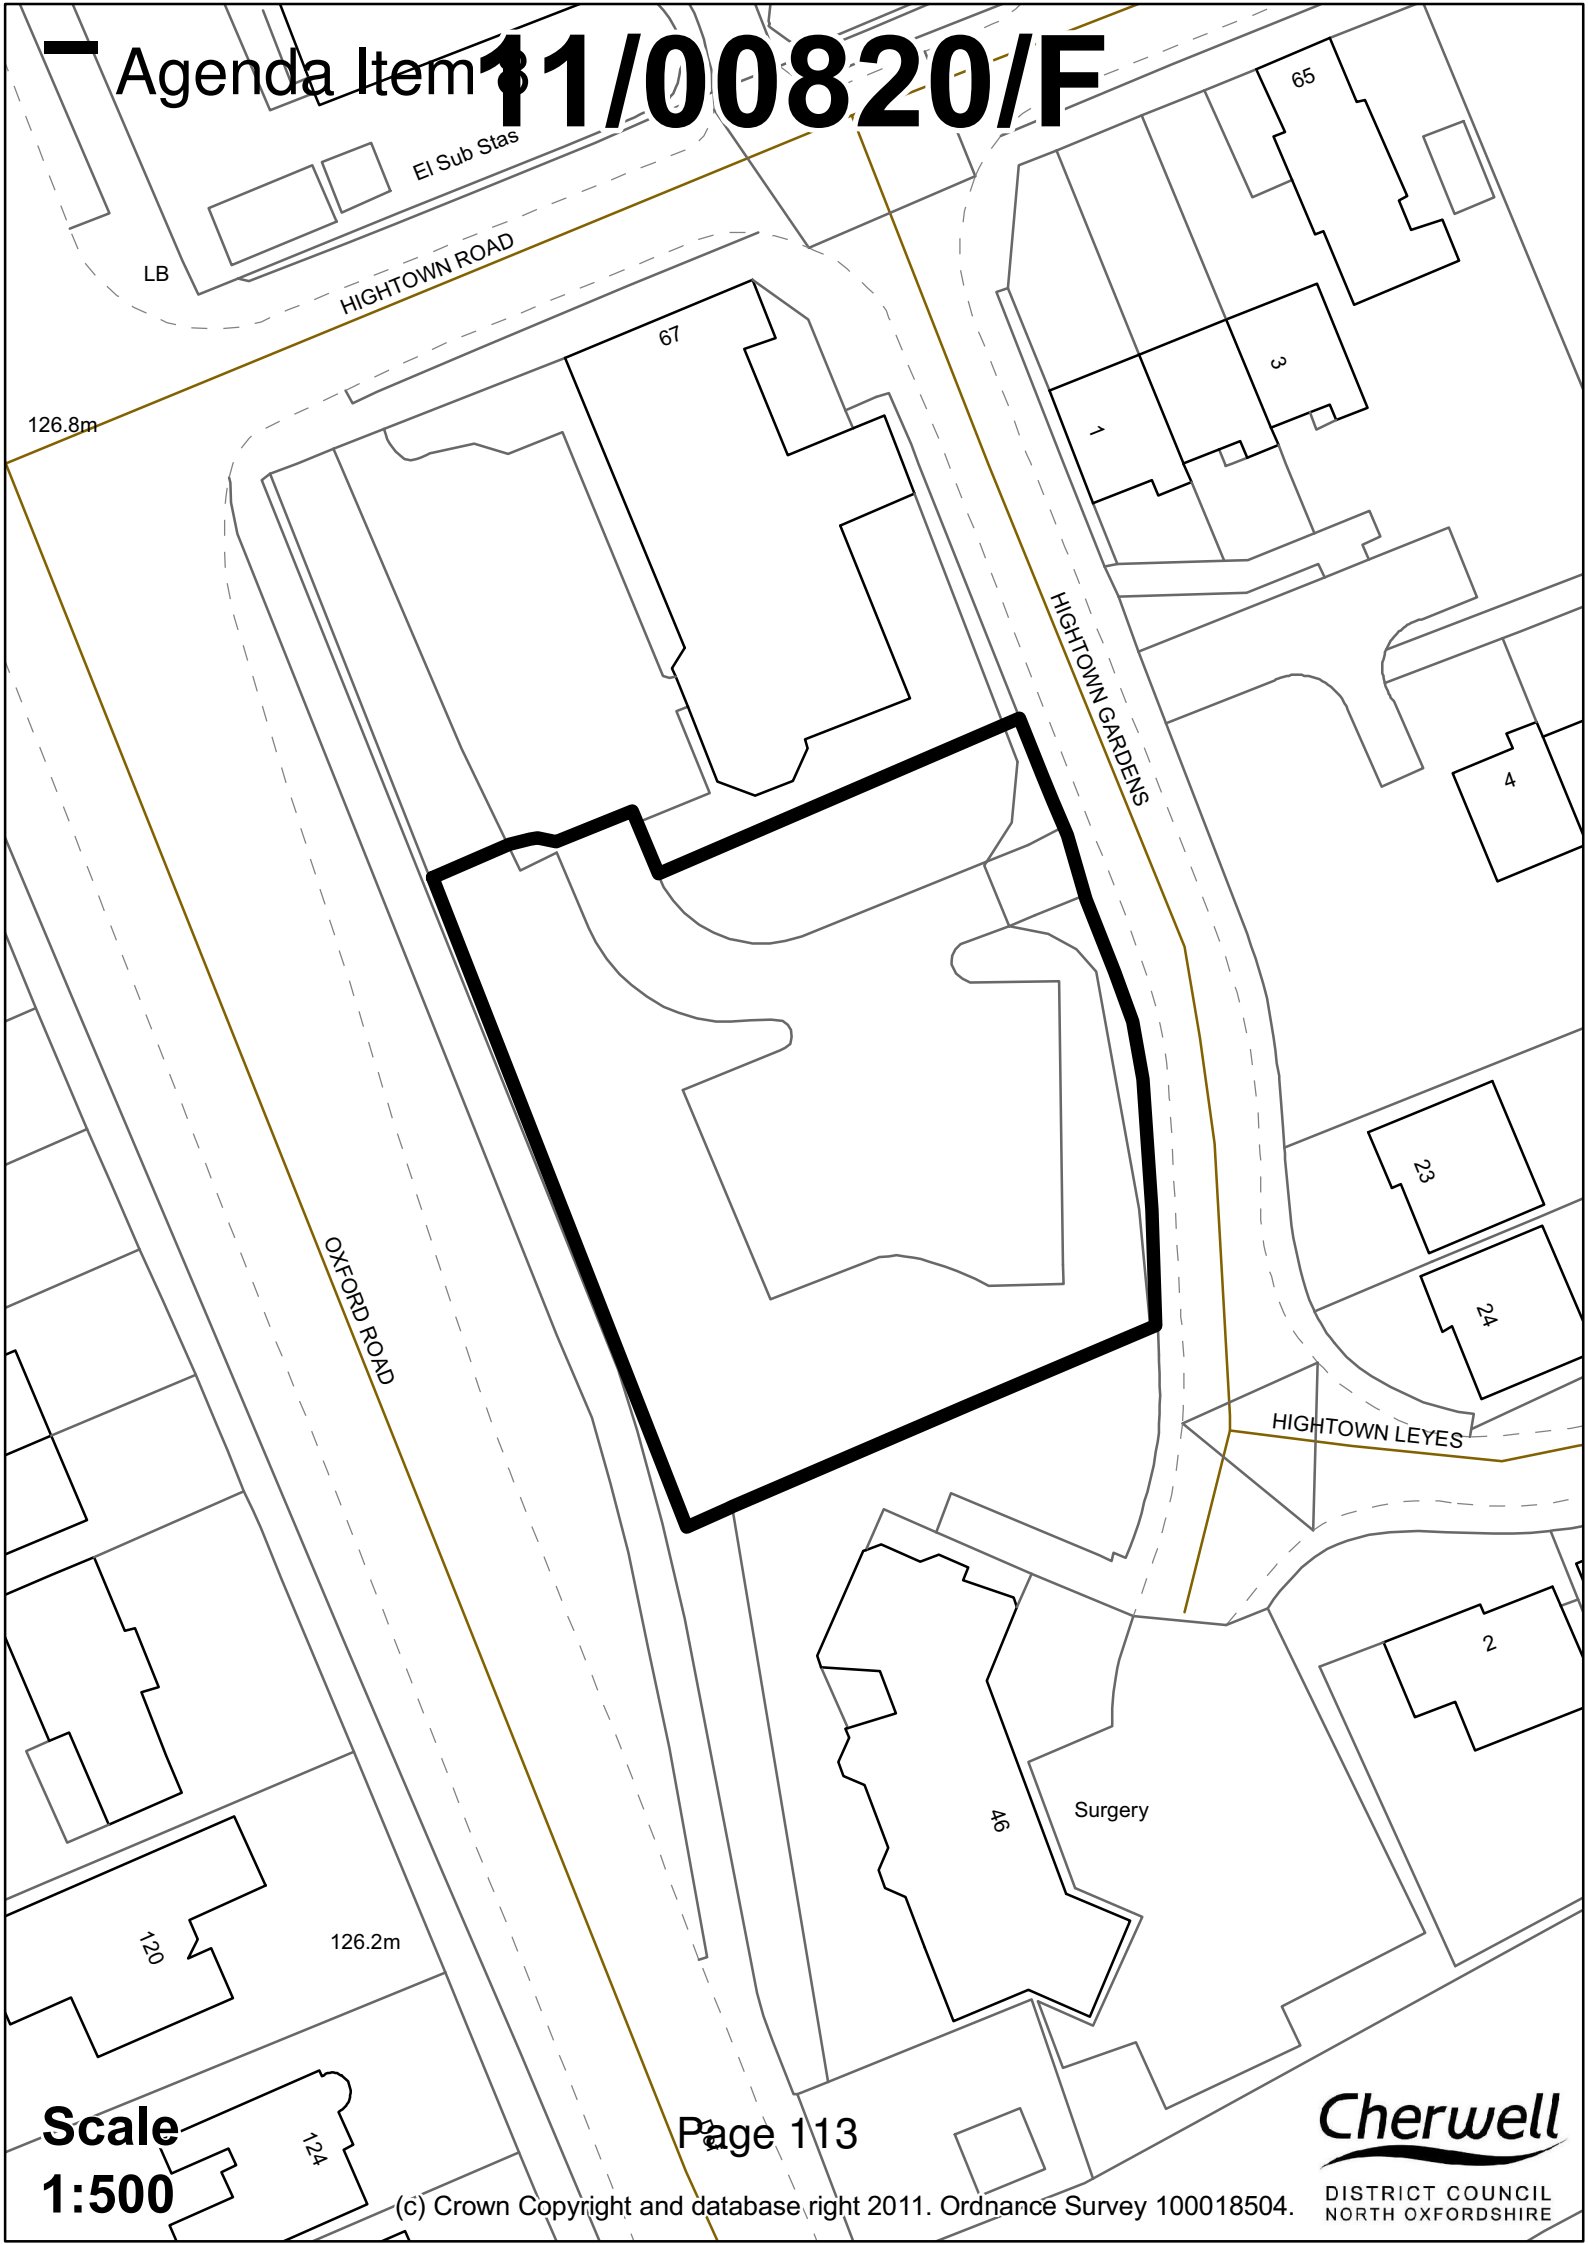 Agenda Item 8
11/00820/F
65
El Sub Stas
HIGHTOWN ROAD
LB
67
3
126.8m
1
HIGHTOWN GARDENS
4
23
OXFORD ROAD
24
HIGHTOWN LEYES
2
46
Surgery
120
126.2m
124
Scale
1:500
Page 113
(c) Crown Copyright and database right 2011. Ordnance Survey 100018504.
Cherwell
DISTRICT COUNCIL
NORTH OXFORDSHIRE